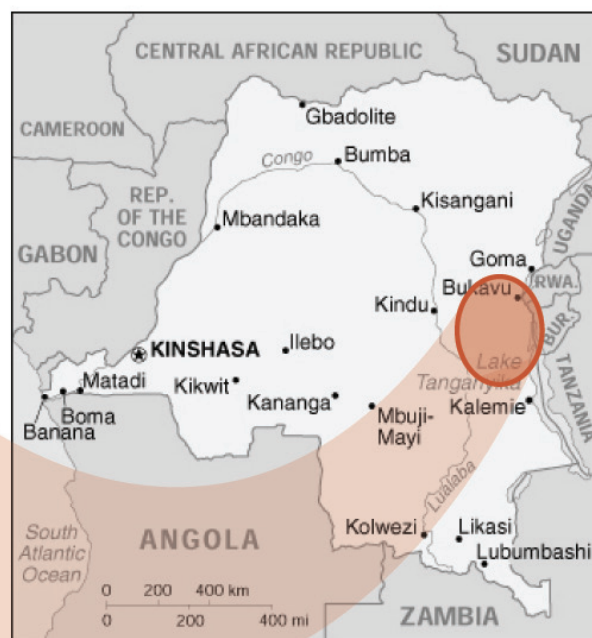 CENTRAL AFRICAN REPUBLIC
SUDAN
CAMEROON
Gbadolite
Congo
Bumba
REP.
OF THE
CONGO
Mbandaka
Kisangani
UGANDA
GABON
Goma
RWA.
Bukavu
Kindu
BUR.
KINSHASA
Ilebo
Lake
Tanganyika
TANZANIA
Matadi
Kikwit
Kananga
Kalemie
Boma
Banana
Mbuji-
Mayi
Lualaba
South
Atlantic
Ocean
ANGOLA
Kolwezi
Likasi
Lubumbashi
0 200 400 km
0 200 400 mi
ZAMBIA